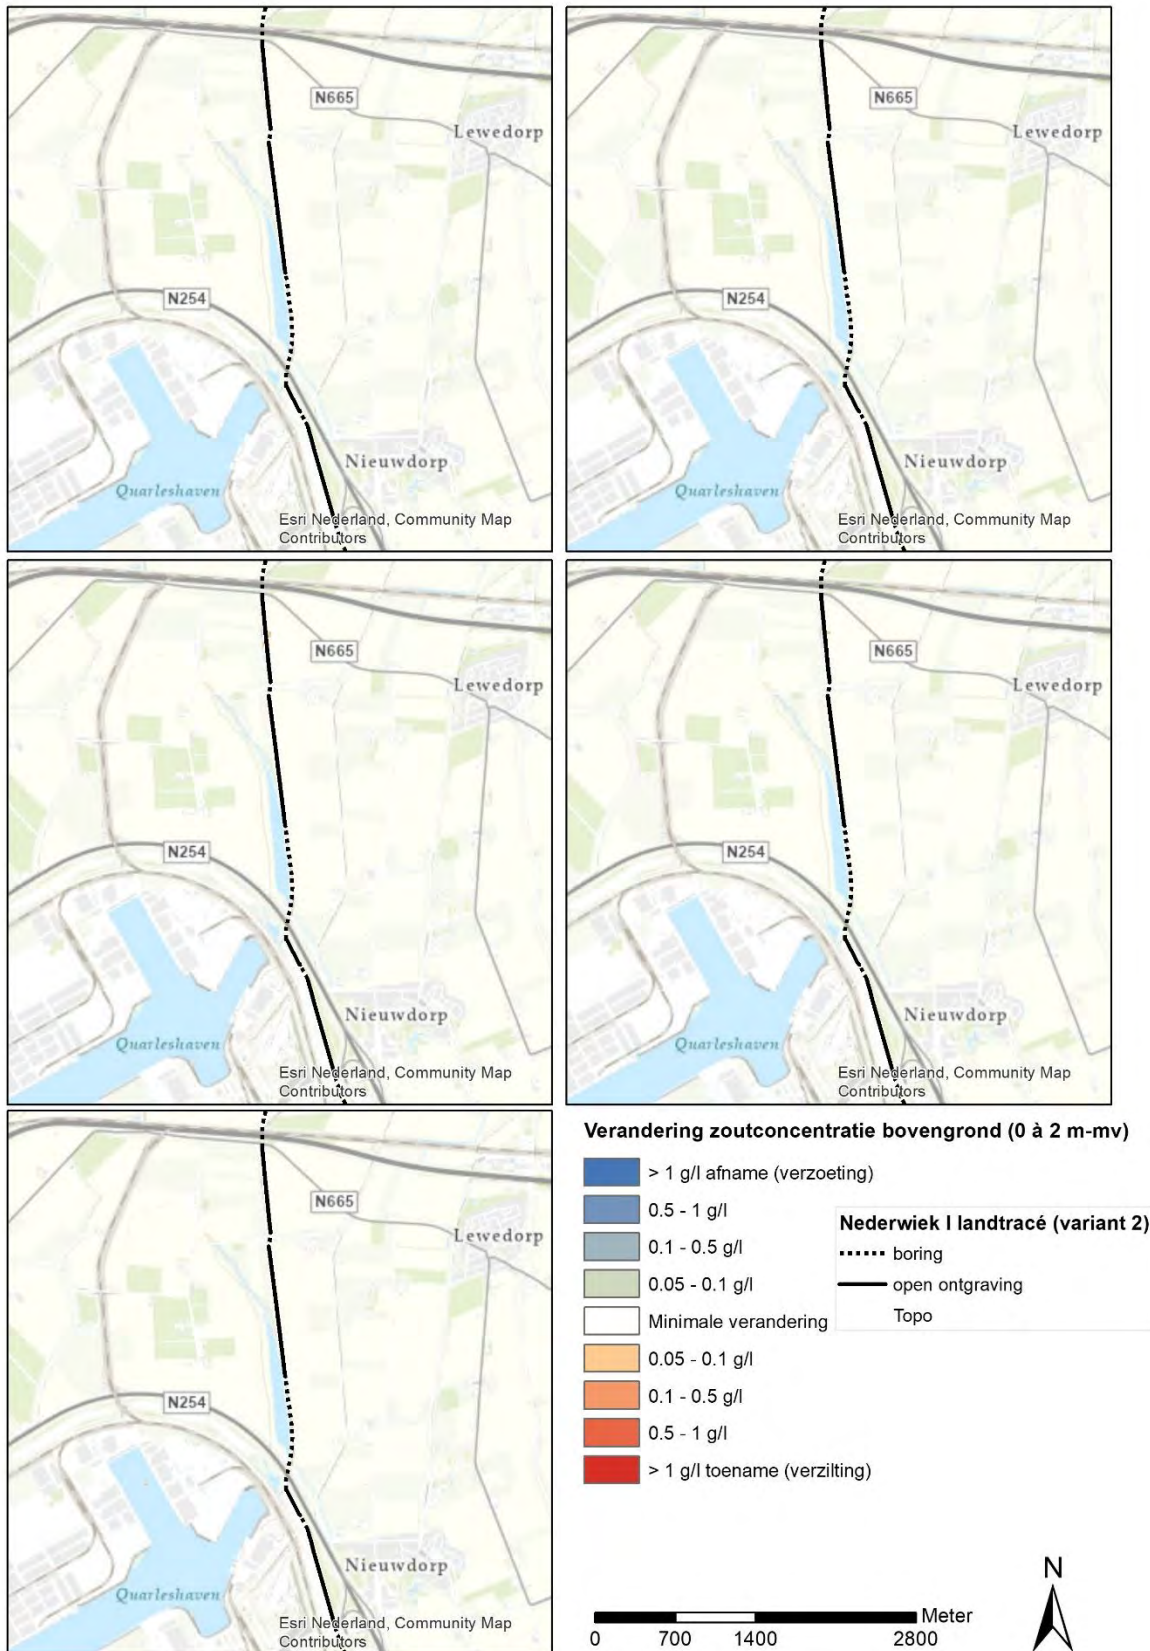 N665
Lewedorp
N254
Nieuwdorp
Quarleshaven
Esri Nederland, Community Map
Contributors
N665
Lewedorp
N254
Nieuwdorp
Quarleshaven
Esri Nederland, Community Map
Contributors
N665
Lewedorp
N254
Nieuwdorp
Quarleshaven
Esri Nederland, Community Map
Contributors
N665
Lewedorp
N254
Nieuwdorp
Quarleshaven
Esri Nederland, Community Map
Contributors
N665
Lewedorp
N254
Nieuwdorp
Quarleshaven
Esri Nederland, Community Map
Contributors
Verandering zoutconcentratie bovengrond (0 à 2 m-mv)
> 1 g/l afname (verzoeting)
0.5 - 1 g/l
0.1 - 0.5 g/l
0.05 - 0.1 g/l
Minimale verandering
0.05 - 0.1 g/l
0.1 - 0.5 g/l
0.5 - 1 g/l
> 1 g/l toename (verzilting)
Nederwiek I landtracé (variant 2)
boring
open ontgraving
Topo
Meter
0 700 1400 2800
N